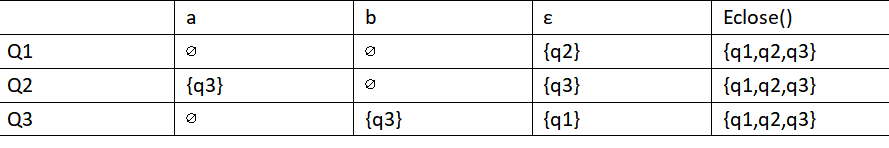 a b ε Eclose()
Q1 ∅ ∅ {q2} {q1,q2,q3}
Q2 {q3} ∅ {q3} {q1,q2,q3}
Q3 ∅ {q3} {q1} {q1,q2,q3}